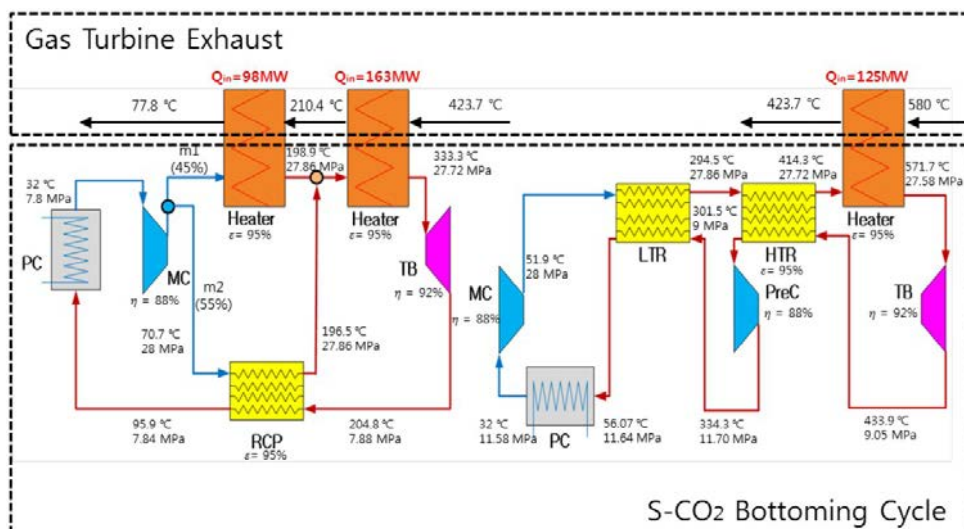 Gas Turbine Exhaust
Qin=98MW
Qin=163MW
Qin=125MW
77.8 ℃
210.4 ℃
423.7 ℃
423.7 ℃
580 ℃
m1
(45%)
198.9 ℃
27.86 MPa
333.3 ℃
27.72 MPa
294.5 ℃
27.86 MPa
414.3 ℃
27.72 MPa
571.7 ℃
27.58 MPa
32 ℃
7.8 MPa
Heater
ε= 95%
Heater
ε= 95%
301.5 ℃
9 MPa
Heater
ε= 95%
PC
MC
η = 88%
TB
η = 92%
LTR
HTR
ε= 95%
m2
(55%)
51.9 ℃
28 MPa
MC
η = 88%
PreC
η = 88%
TB
η = 92%
70.7 ℃
28 MPa
196.5 ℃
27.86 MPa
95.9 ℃
7.84 MPa
RCP
ε= 95%
204.8 ℃
7.88 MPa
32 ℃
11.58 MPa
PC
56.07 ℃
11.64 MPa
334.3 ℃
11.70 MPa
433.9 ℃
9.05 MPa
S-CO₂ Bottoming Cycle